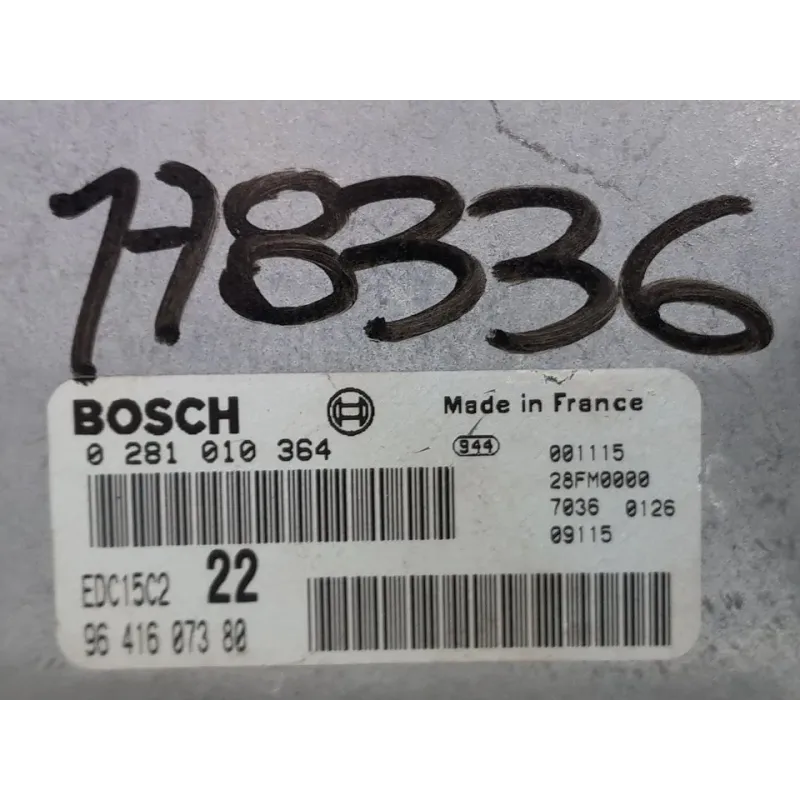 1H8336
BOSCH
Made in France
0 281 010 364
944
001115
28FM0000
7036 0126
09115
EDC15C2 22
96 416 073 80